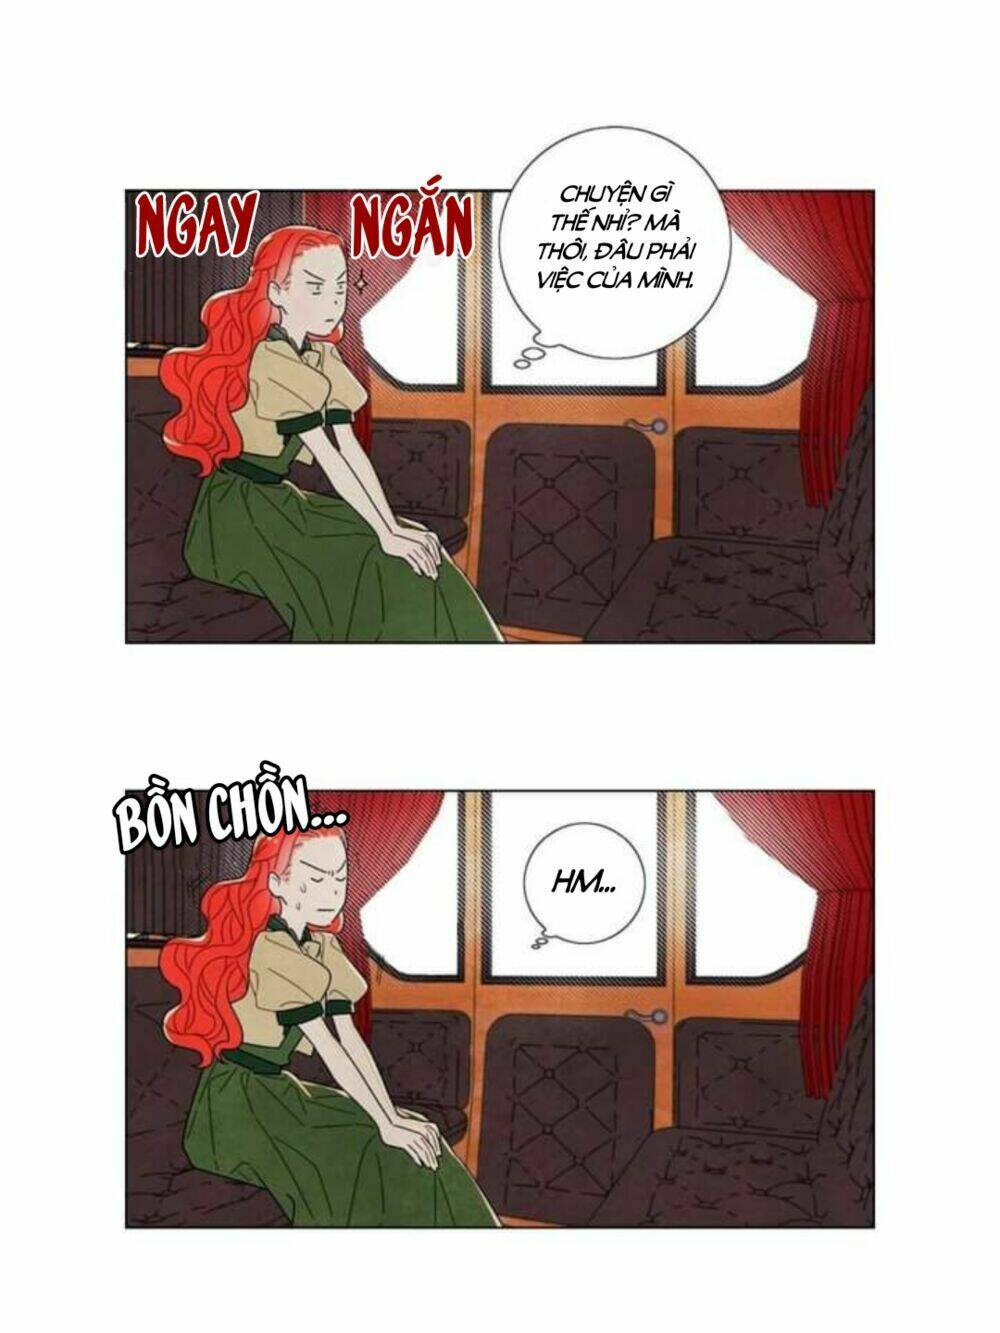 NGAY NGẮN
CHUYỆN GÌ
THẾ NHỈ? MÀ
THÔI, ĐÂU PHẢI
VIỆC CỦA MÌNH.
BỒN CHỒN...
HM...